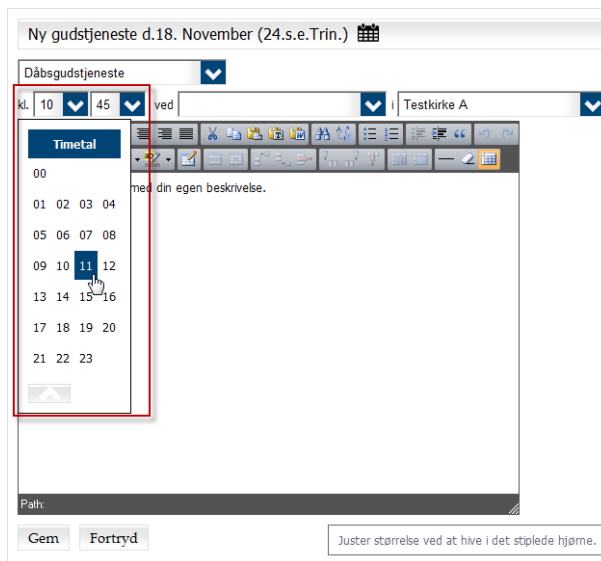 Ny gudstjeneste d.18. November (24.s.e.Trin.)
Dåbsgudstjeneste
kl. 10 45 ved i Testkirke A
Timetal
00
med din egen beskrivelse.
01 02 03 04
05 06 07 08
09 10 11 12
13 14 15 16
17 18 19 20
21 22 23
Path:
Gem Fortryd
Juster størrelse ved at hive i det stiplede hjørne.